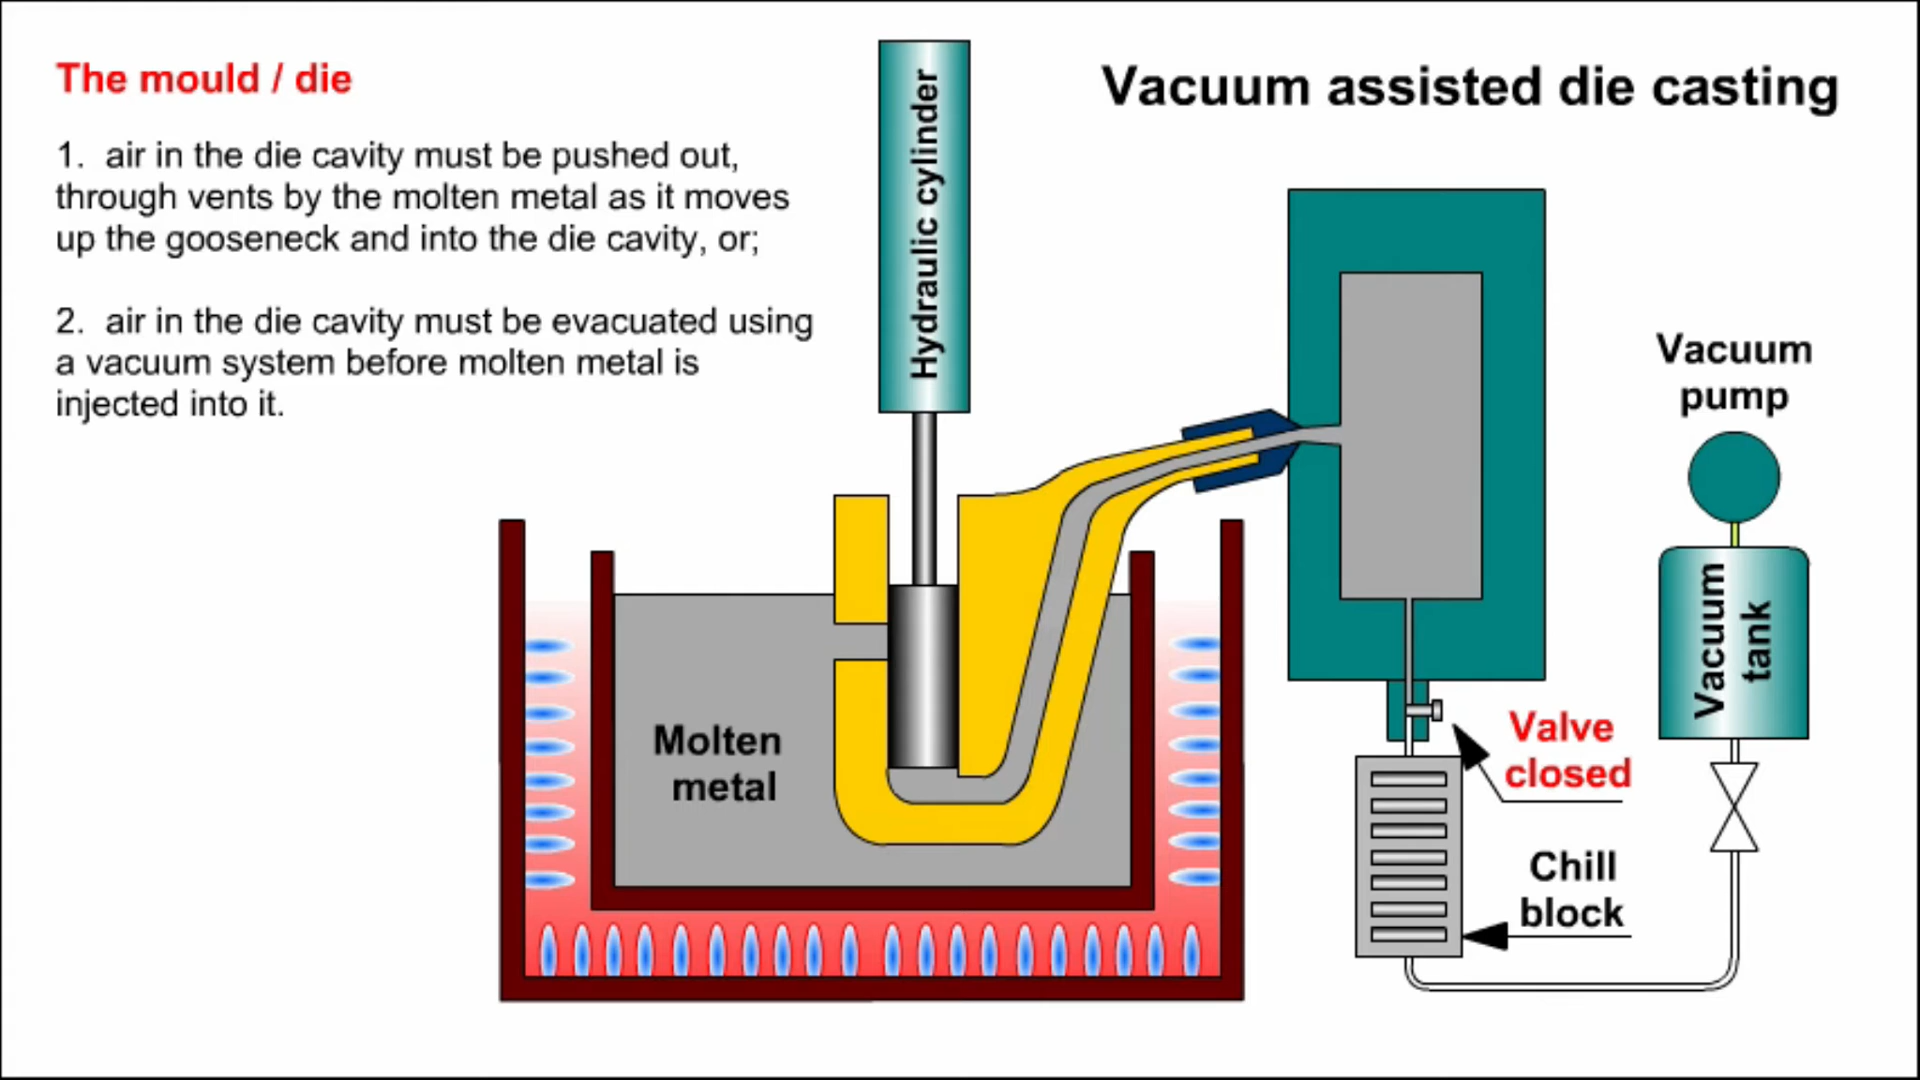 The mould / die
1.  air in the die cavity must be pushed out,
through vents by the molten metal as it moves
up the gooseneck and into the die cavity, or;
2.  air in the die cavity must be evacuated using
a vacuum system before molten metal is
injected into it.
Hydraulic cylinder
Vacuum assisted die casting
Vacuum
pump
Vacuum
tank
Valve
closed
Molten
metal
Chill
block